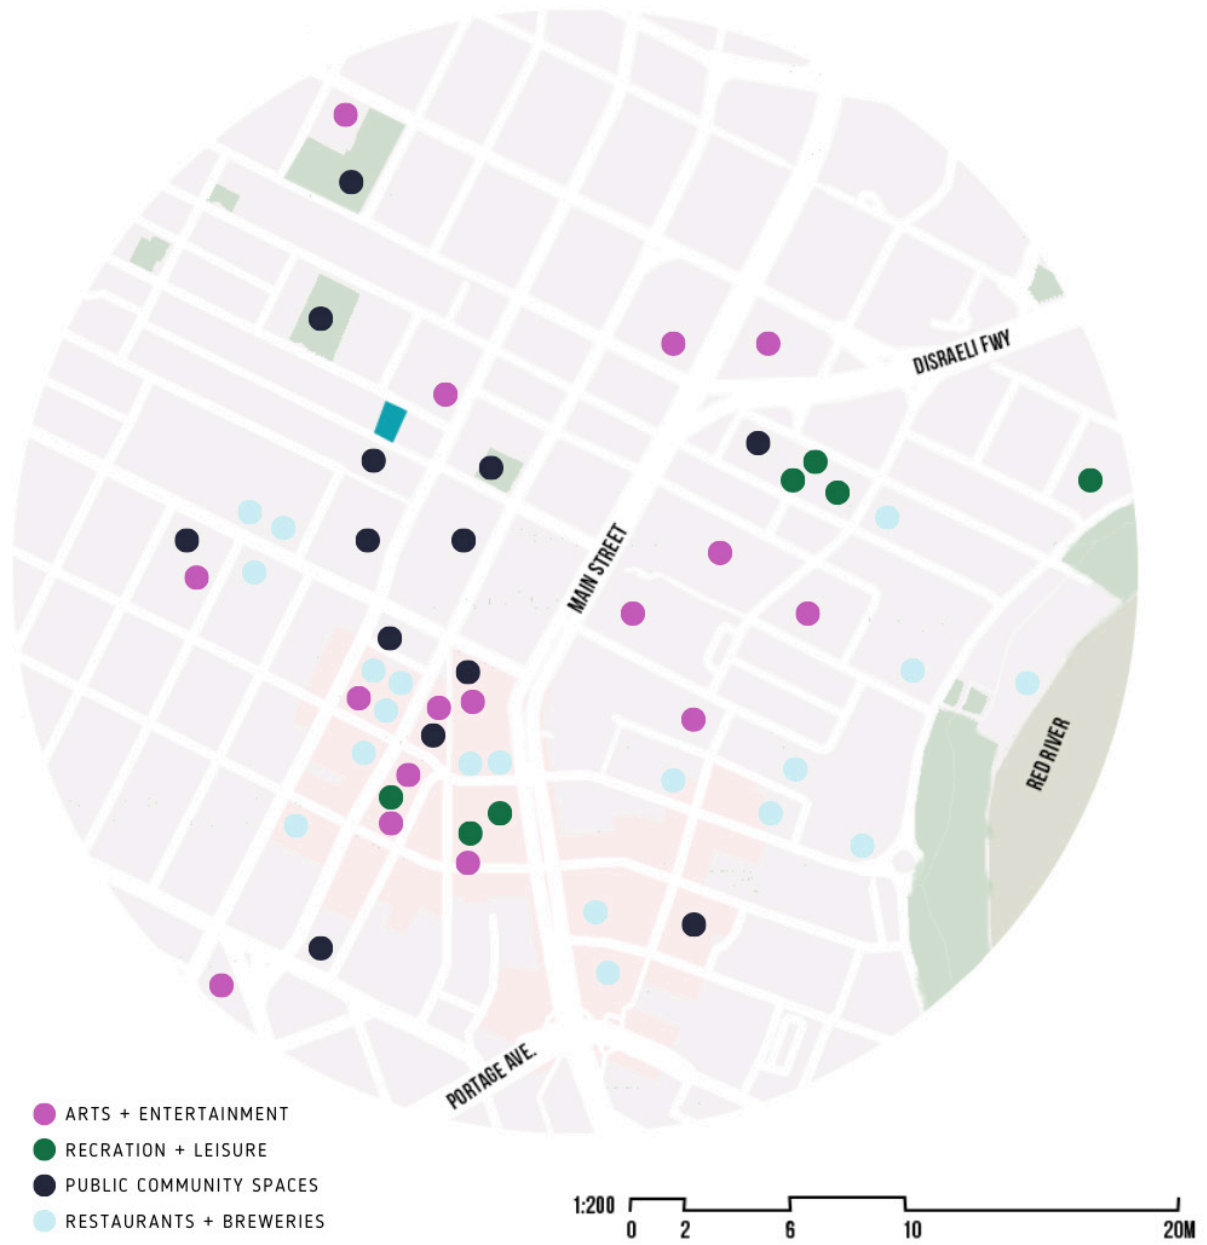 DISRAELI FWY
MAIN STREET
RED RIVER
PORTAGE AVE.
ARTS + ENTERTAINMENT
RECRATION + LEISURE
PUBLIC COMMUNITY SPACES
RESTAURANTS + BREWERIES
1:200
0 2 6 10 20M